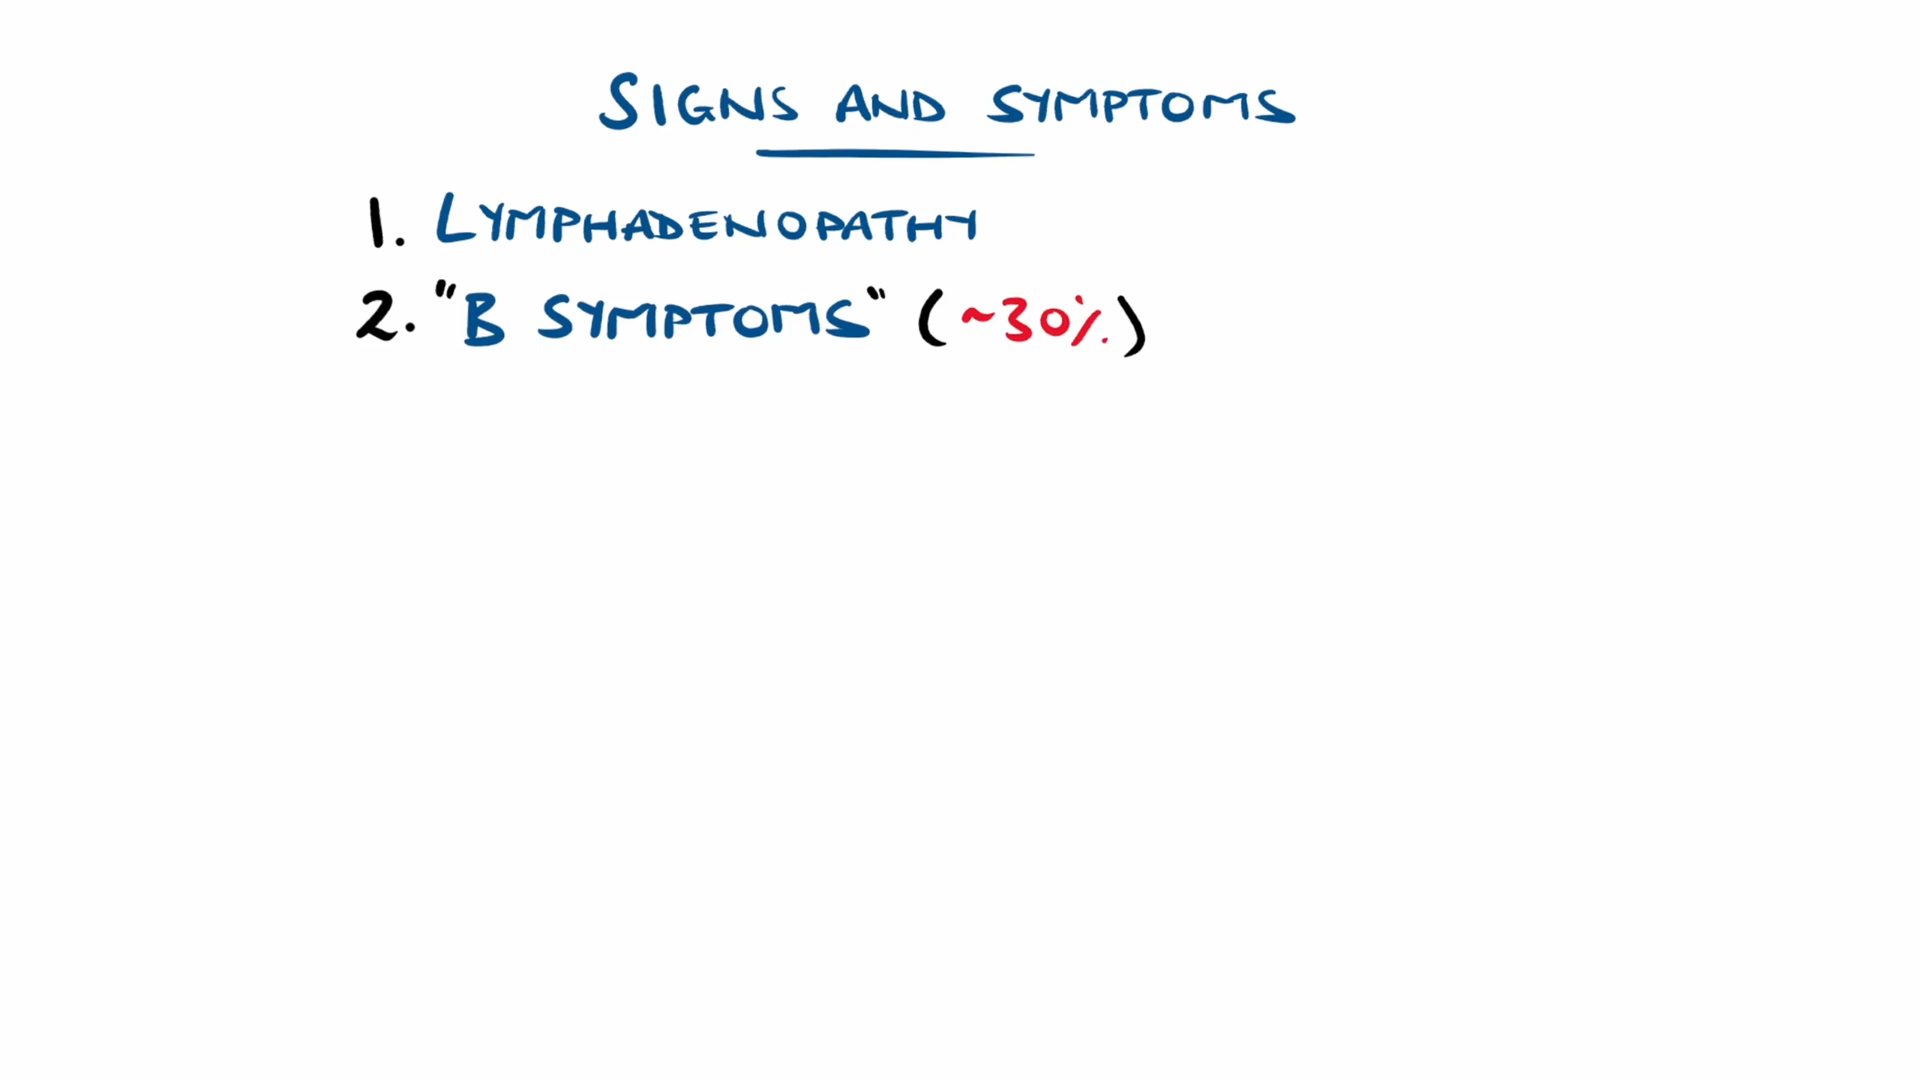 SIGNS AND SYMPTOMS
1. LYMPHADENOPATHY
2. "B SYMPTOMS" (~30%)